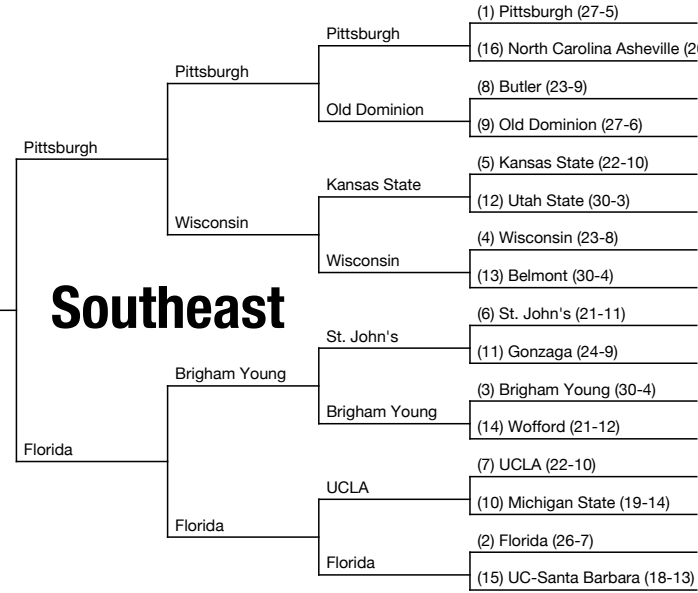 (1) Pittsburgh (27-5)
Pittsburgh
(16) North Carolina Asheville (2
Pittsburgh
(8) Butler (23-9)
Old Dominion
(9) Old Dominion (27-6)
Pittsburgh
(5) Kansas State (22-10)
Kansas State
(12) Utah State (30-3)
Wisconsin
(4) Wisconsin (23-8)
Wisconsin
(13) Belmont (30-4)
Southeast
(6) St. John's (21-11)
St. John's
(11) Gonzaga (24-9)
Brigham Young
(3) Brigham Young (30-4)
Brigham Young
(14) Wofford (21-12)
Florida
(7) UCLA (22-10)
UCLA
(10) Michigan State (19-14)
Florida
(2) Florida (26-7)
Florida
(15) UC-Santa Barbara (18-13)